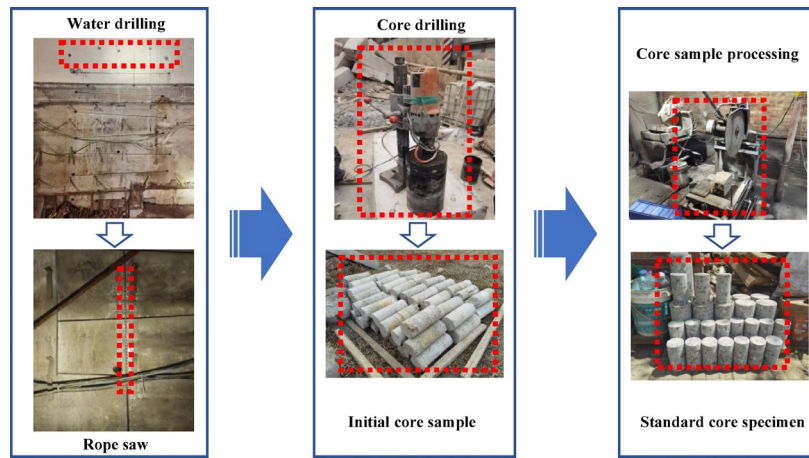 Water drilling
Rope saw
Core drilling
Initial core sample
Core sample processing
Standard core specimen